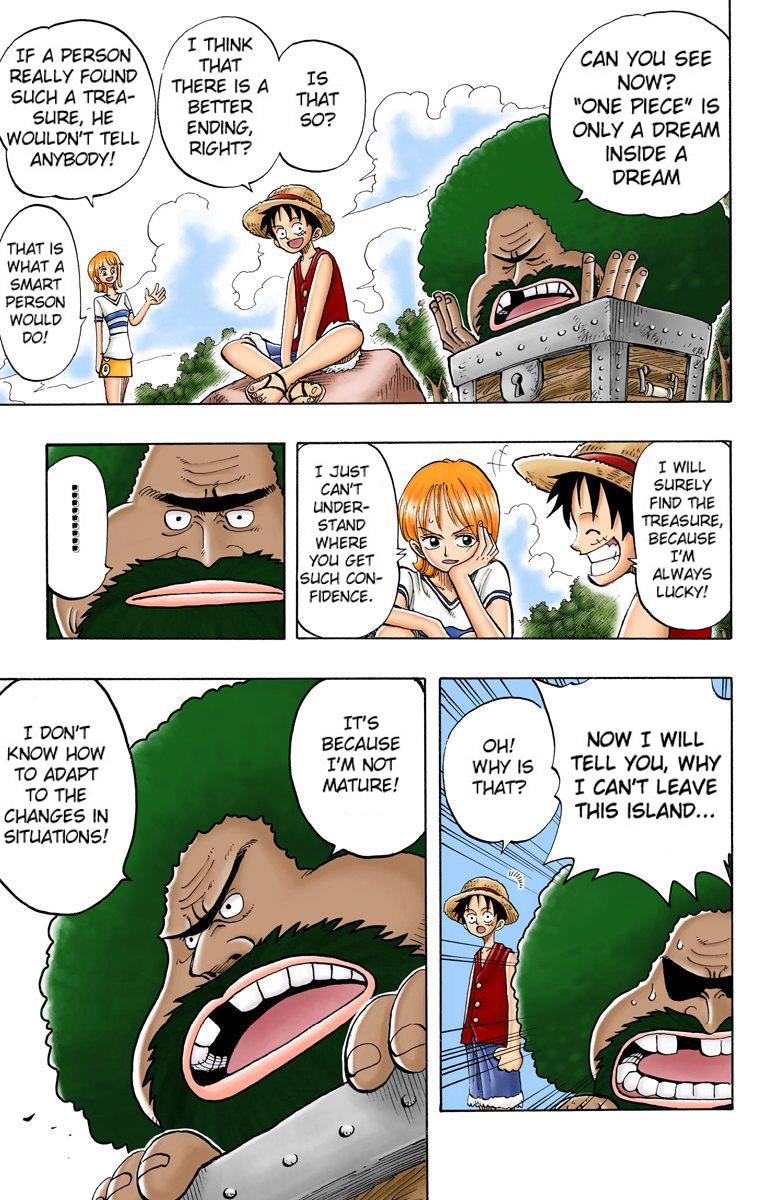 CAN YOU SEE
NOW?
"ONE PIECE" IS
ONLY A DREAM
INSIDE A
DREAM
IS
THAT
SO?
I THINK
THAT
THERE IS A
BETTER
ENDING,
RIGHT?
IF A PERSON
REALLY FOUND
SUCH A TREA-
SURE, HE
WOULDN'T TELL
ANYBODY!
THAT IS
WHAT A
SMART
PERSON
WOULD
DO!
I WILL
SURELY
FIND THE
TREASURE,
BECAUSE
I'M
ALWAYS
LUCKY!
I JUST
CAN'T
UNDER-
STAND
WHERE
YOU GET
SUCH CON-
FIDENCE.
.........
NOW I WILL
TELL YOU, WHY
I CAN'T LEAVE
THIS ISLAND...
OH!
WHY IS
THAT?
IT'S
BECAUSE
I'M NOT
MATURE!
I DON'T
KNOW HOW
TO ADAPT
TO THE
CHANGES IN
SITUATIONS!